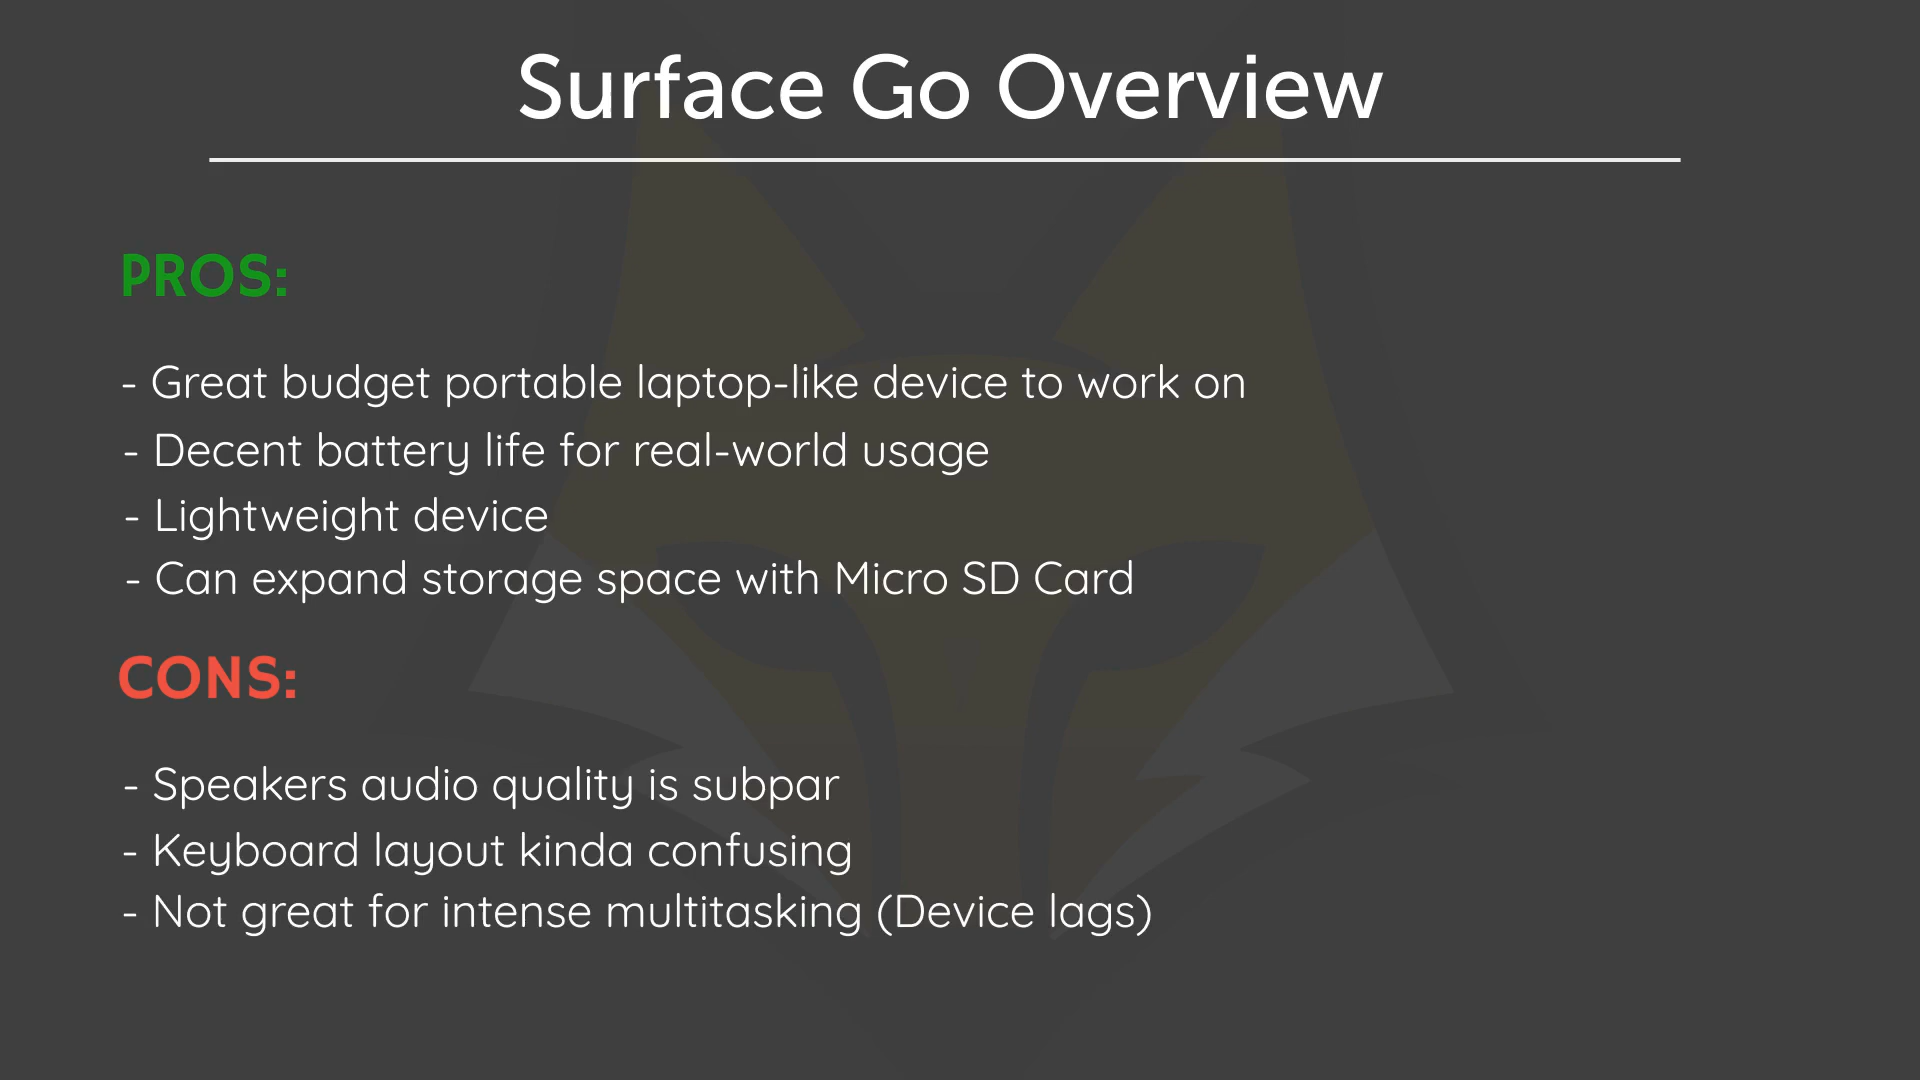 Surface Go Overview
PROS:
- Great budget portable laptop-like device to work on
- Decent battery life for real-world usage
- Lightweight device
- Can expand storage space with Micro SD Card
CONS:
- Speakers audio quality is subpar
- Keyboard layout kinda confusing
- Not great for intense multitasking (Device lags)